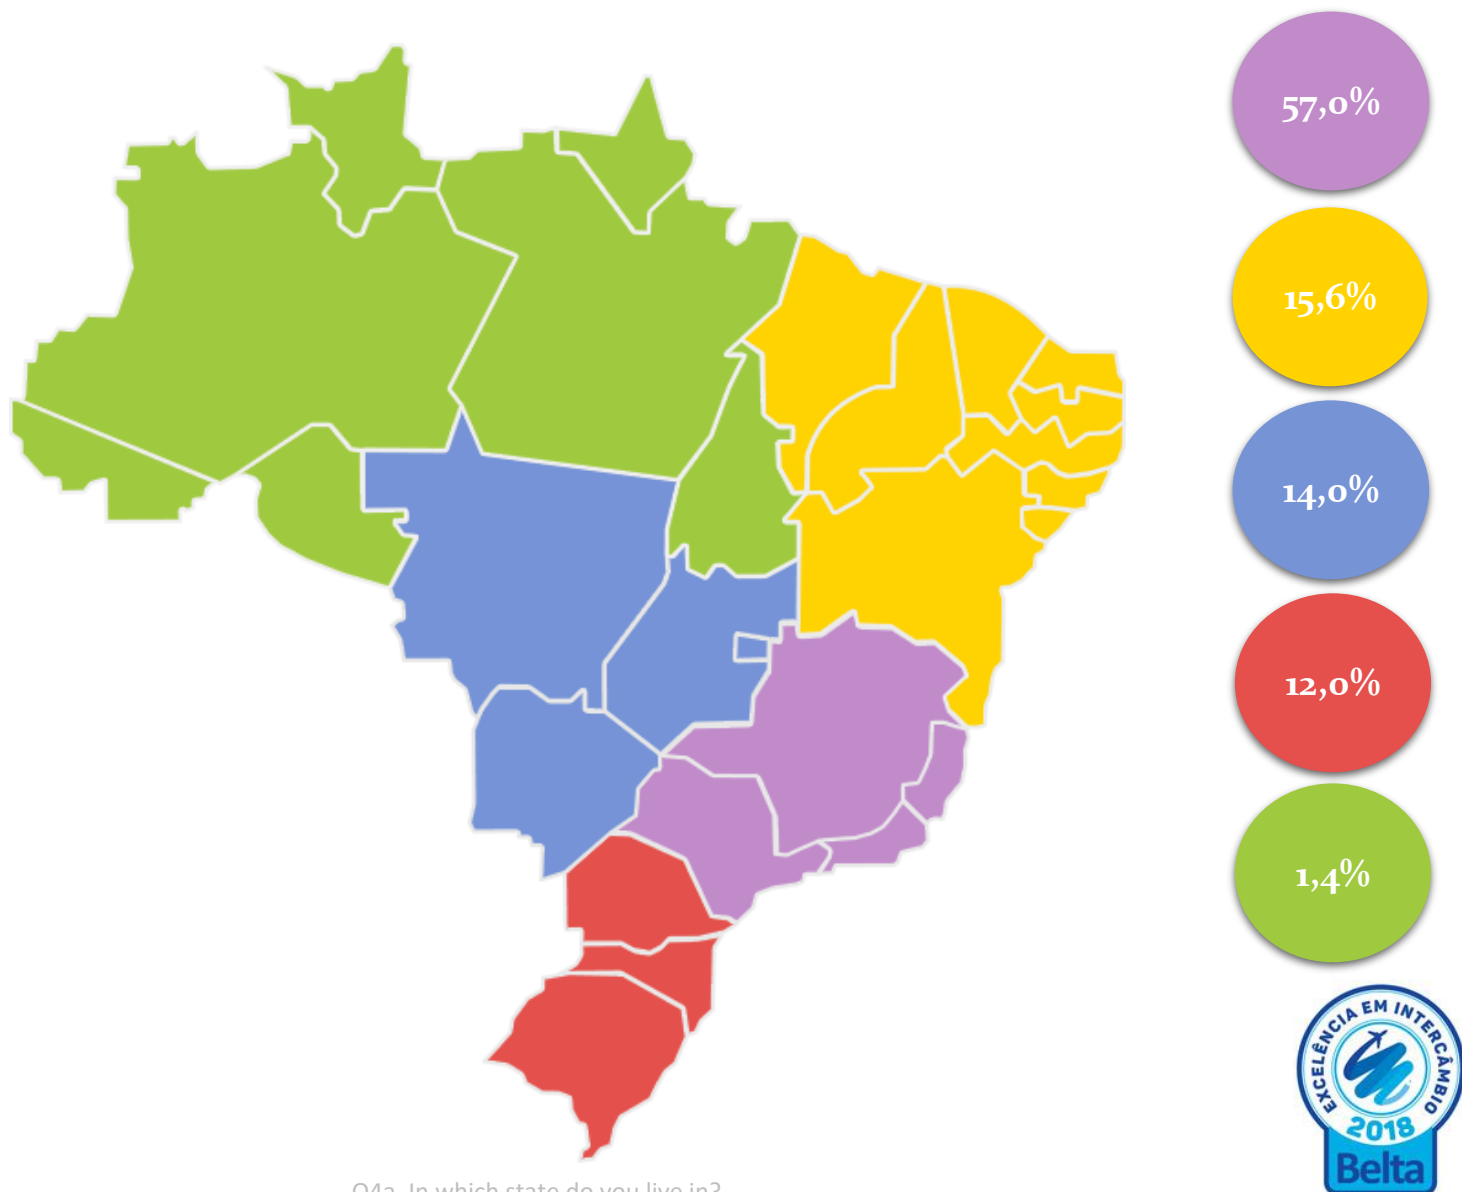 57,0%
15,6%
14,0%
12,0%
1,4%
EXCELÊNCIA EM INTERCÂMBIO
2018
Belta
Q4a. In which state do you live in?